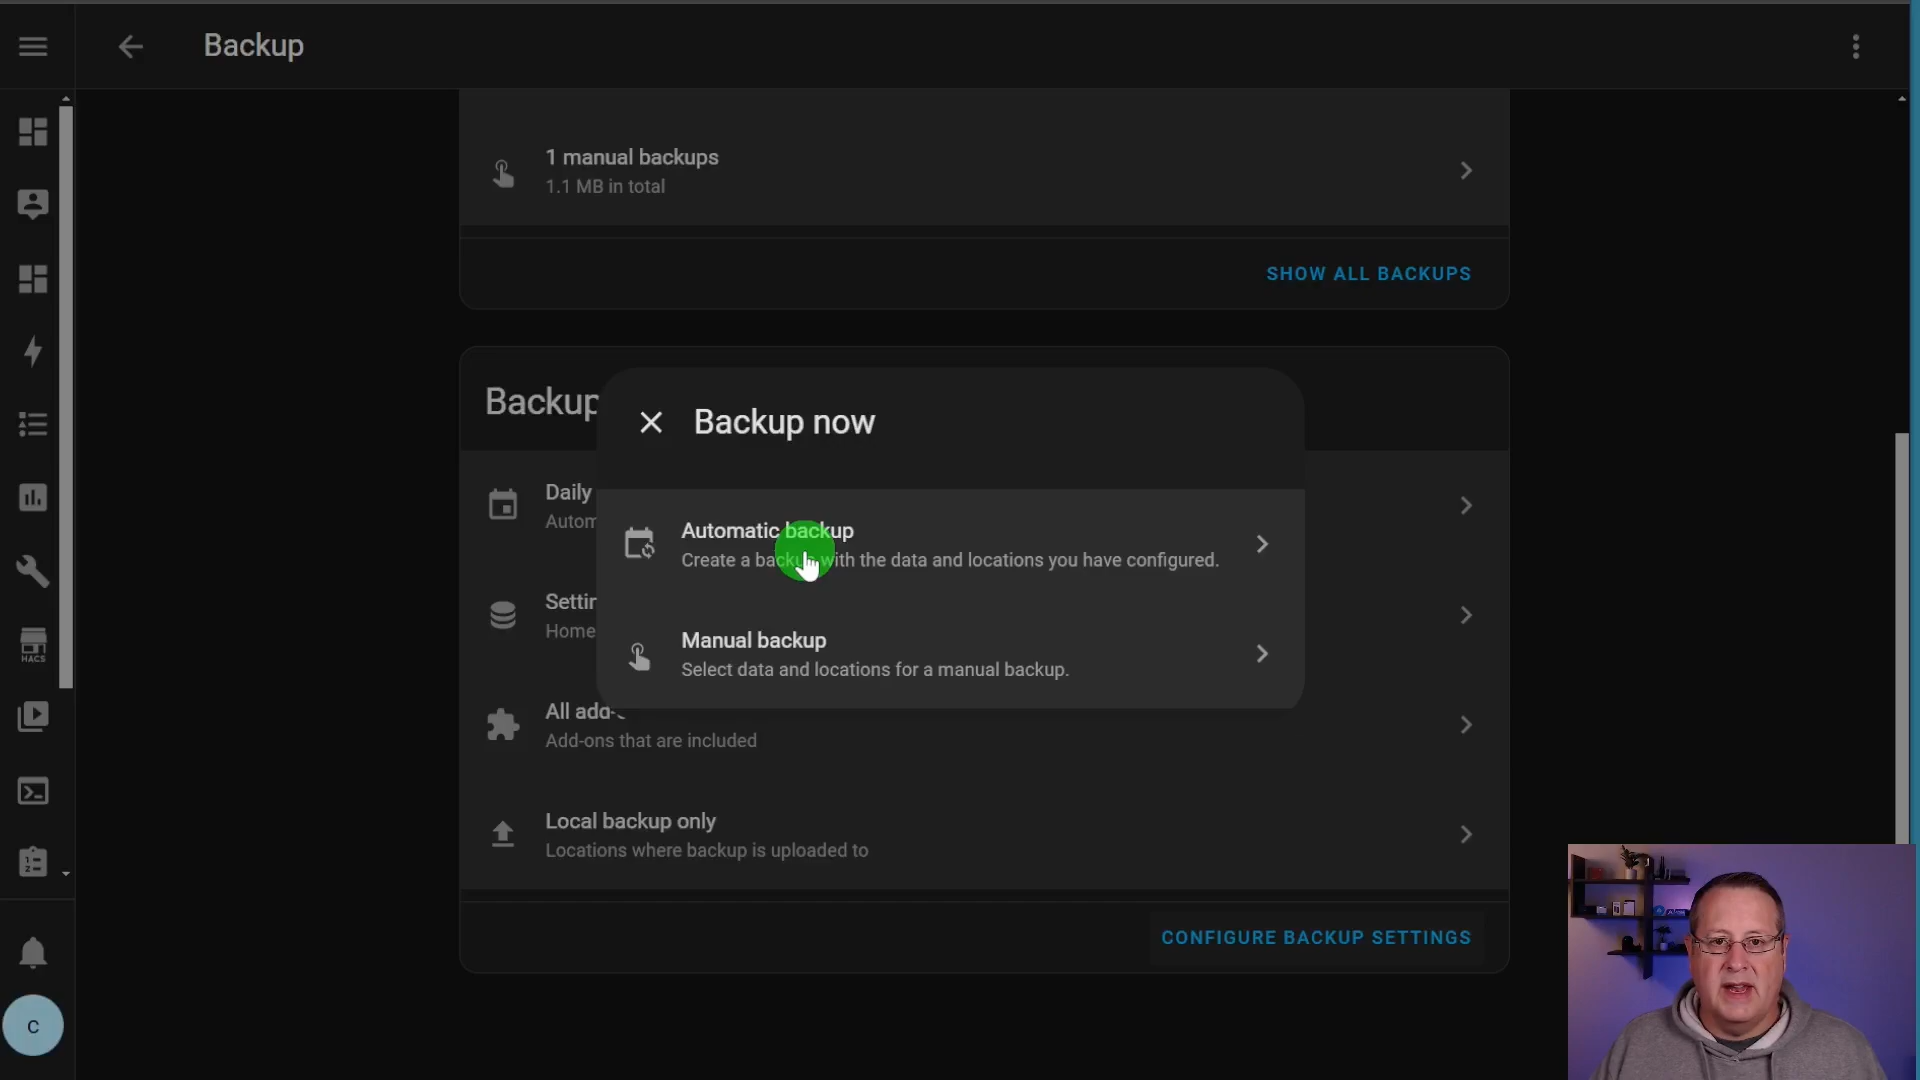 Backup
1 manual backups
1.1 MB in total
SHOW ALL BACKUPS
Backup
Backup now
Daily
Autom
Automatic backup
Create a backup with the data and locations you have configured.
Settin
Home
Manual backup
Select data and locations for a manual backup.
All add-
Add-ons that are included
Local backup only
Locations where backup is uploaded to
CONFIGURE BACKUP SETTINGS
HACS
C